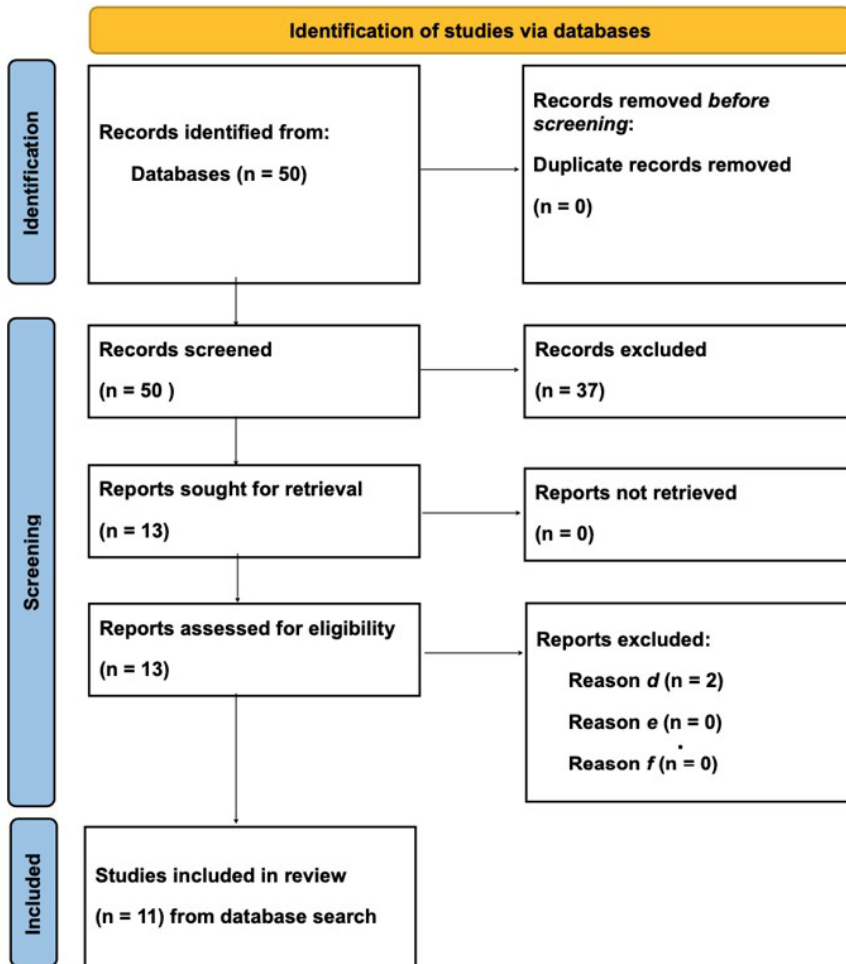 Identification of studies via databases
Identification
Records identified from:
Databases (n = 50)
Records removed before
screening:
Duplicate records removed
(n = 0)
Screening
Records screened
(n = 50 )
Records excluded
(n = 37)
Reports sought for retrieval
(n = 13)
Reports not retrieved
(n = 0)
Reports assessed for eligibility
(n = 13)
Reports excluded:
Reason d (n = 2)
Reason e (n = 0)
Reason f (n = 0)
Included
Studies included in review
(n = 11) from database search